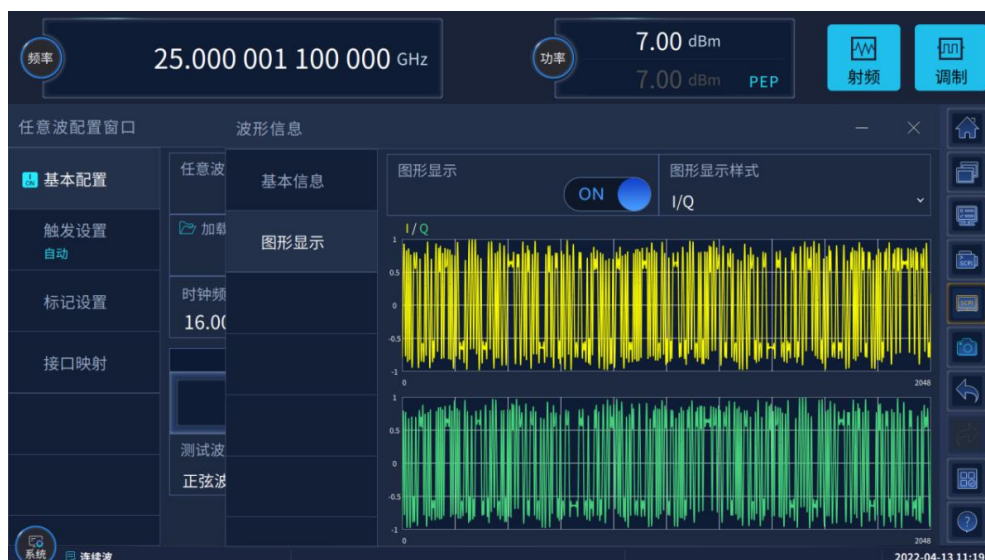 频率
25.000 001 100 000 GHz
功率
7.00 dBm
7.00 dBm PEP
射频
调制
任意波配置窗口
波形信息
I ON 基本配置
触发设置
自动
标记设置
接口映射
任意波
加载
时钟频
16.00
测试波
正弦波
基本信息
图形显示
图形显示
ON
图形显示样式
I/Q
I/Q
1
0.5
0
-0.5
-1
0
2048
1
0.5
0
-0.5
-1
0
2048
SCPI
SCPI
?
系统
连续波
2022-04-13 11:19